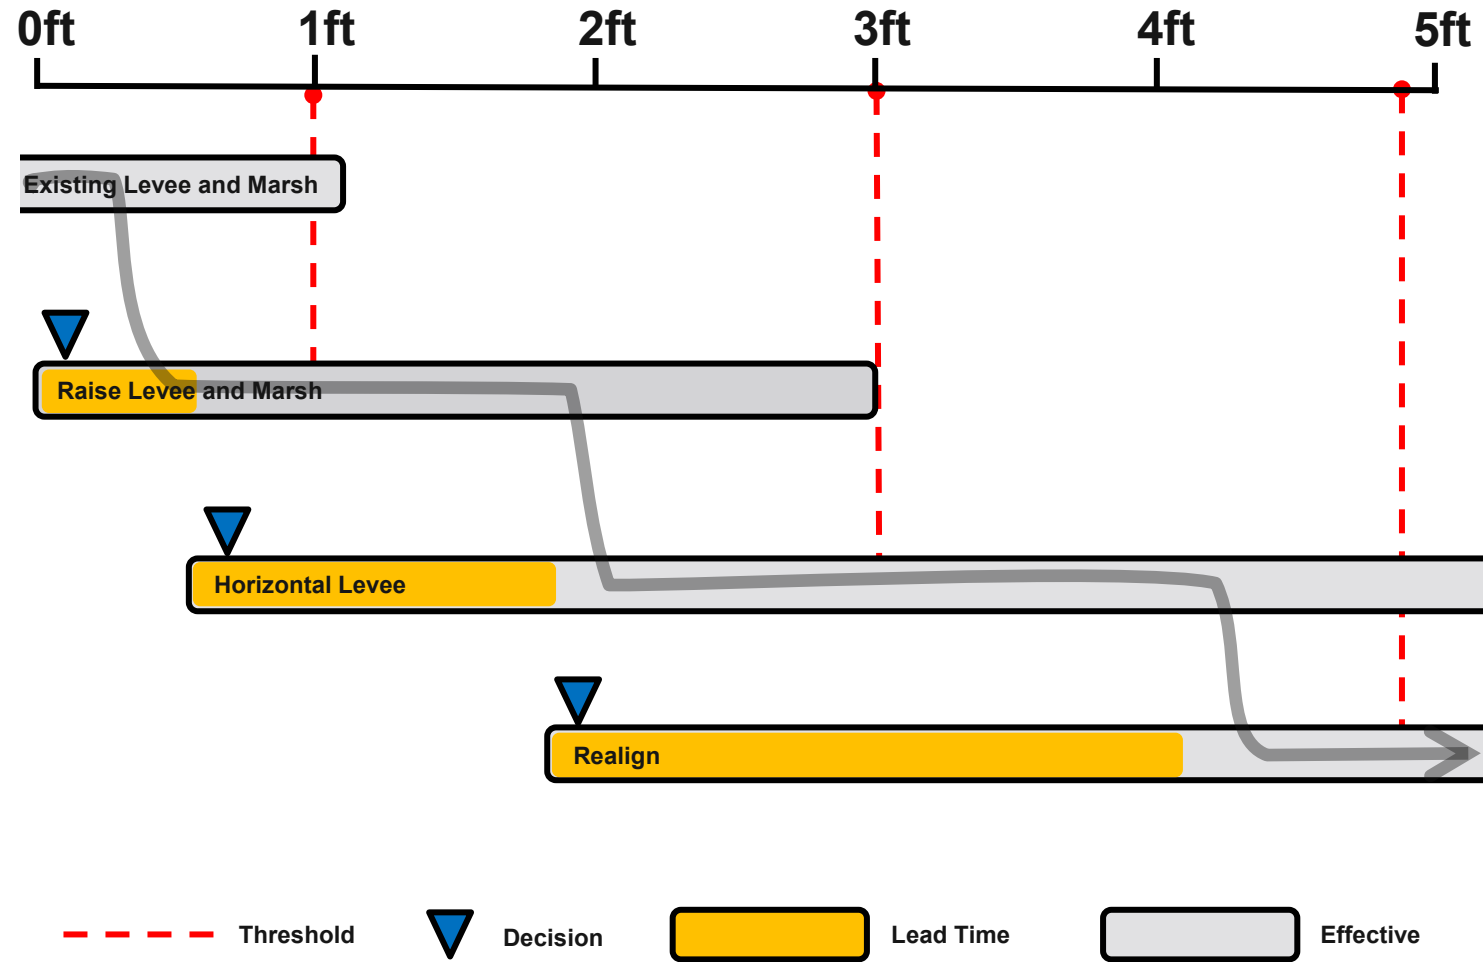 0ft 1ft 2ft 3ft 4ft 5ft
Existing Levee and Marsh
Raise Levee and Marsh
Horizontal Levee
Realign
Threshold Decision Lead Time Effective